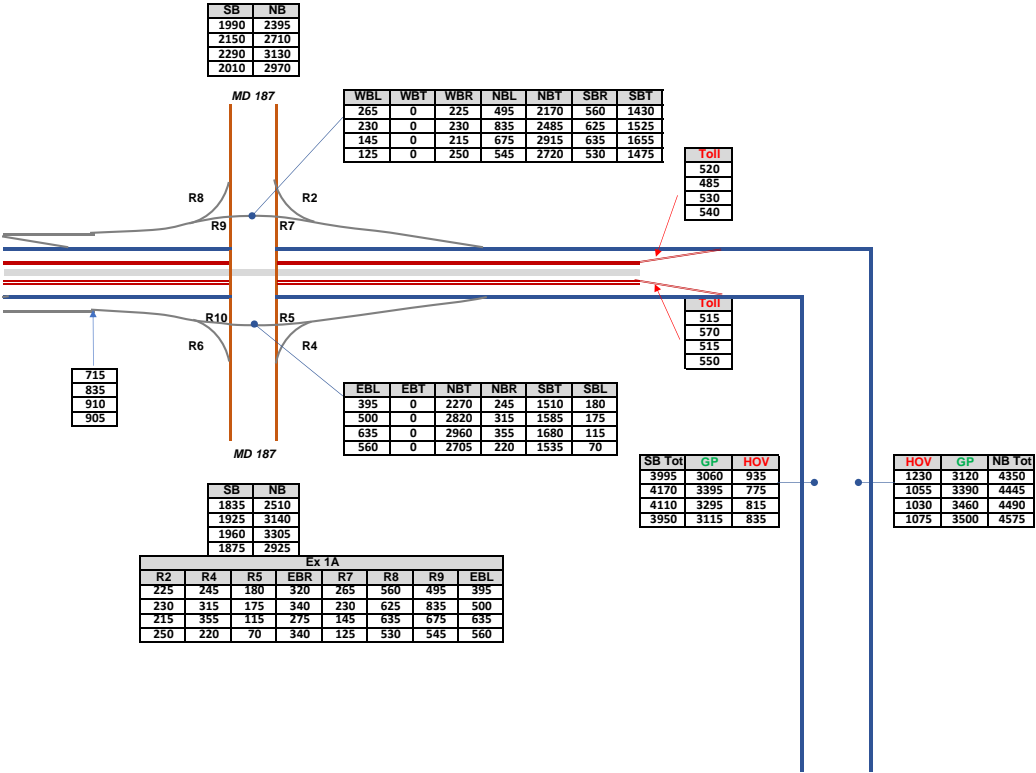 SB NB
1990 2395
2150 2710
2290 3130
2010 2970
MD 187
WBL WBT WBR NBL NBT SBR SBT
265 0 225 495 2170 560 1430
230 0 230 835 2485 625 1525
145 0 215 675 2915 635 1655
125 0 250 545 2720 530 1475
Toll
520
485
530
540
R8 R2
R9 R7
R10 R5
R6 R4
Toll
515
570
515
550
715
835
910
905
EBL EBT NBT NBR SBT SBL
395 0 2270 245 1510 180
500 0 2820 315 1585 175
635 0 2960 355 1680 115
560 0 2705 220 1535 70
MD 187
SB Tot GP HOV
3995 3060 935
4170 3395 775
4110 3295 815
3950 3115 835
HOV GP NB Tot
1230 3120 4350
1055 3390 4445
1030 3460 4490
1075 3500 4575
SB NB
1835 2510
1925 3140
1960 3305
1875 2925
Ex 1A
R2 R4 R5 EBR R7 R8 R9 EBL
225 245 180 320 265 560 495 395
230 315 175 340 230 625 835 500
215 355 115 275 145 635 675 635
250 220 70 340 125 530 545 560